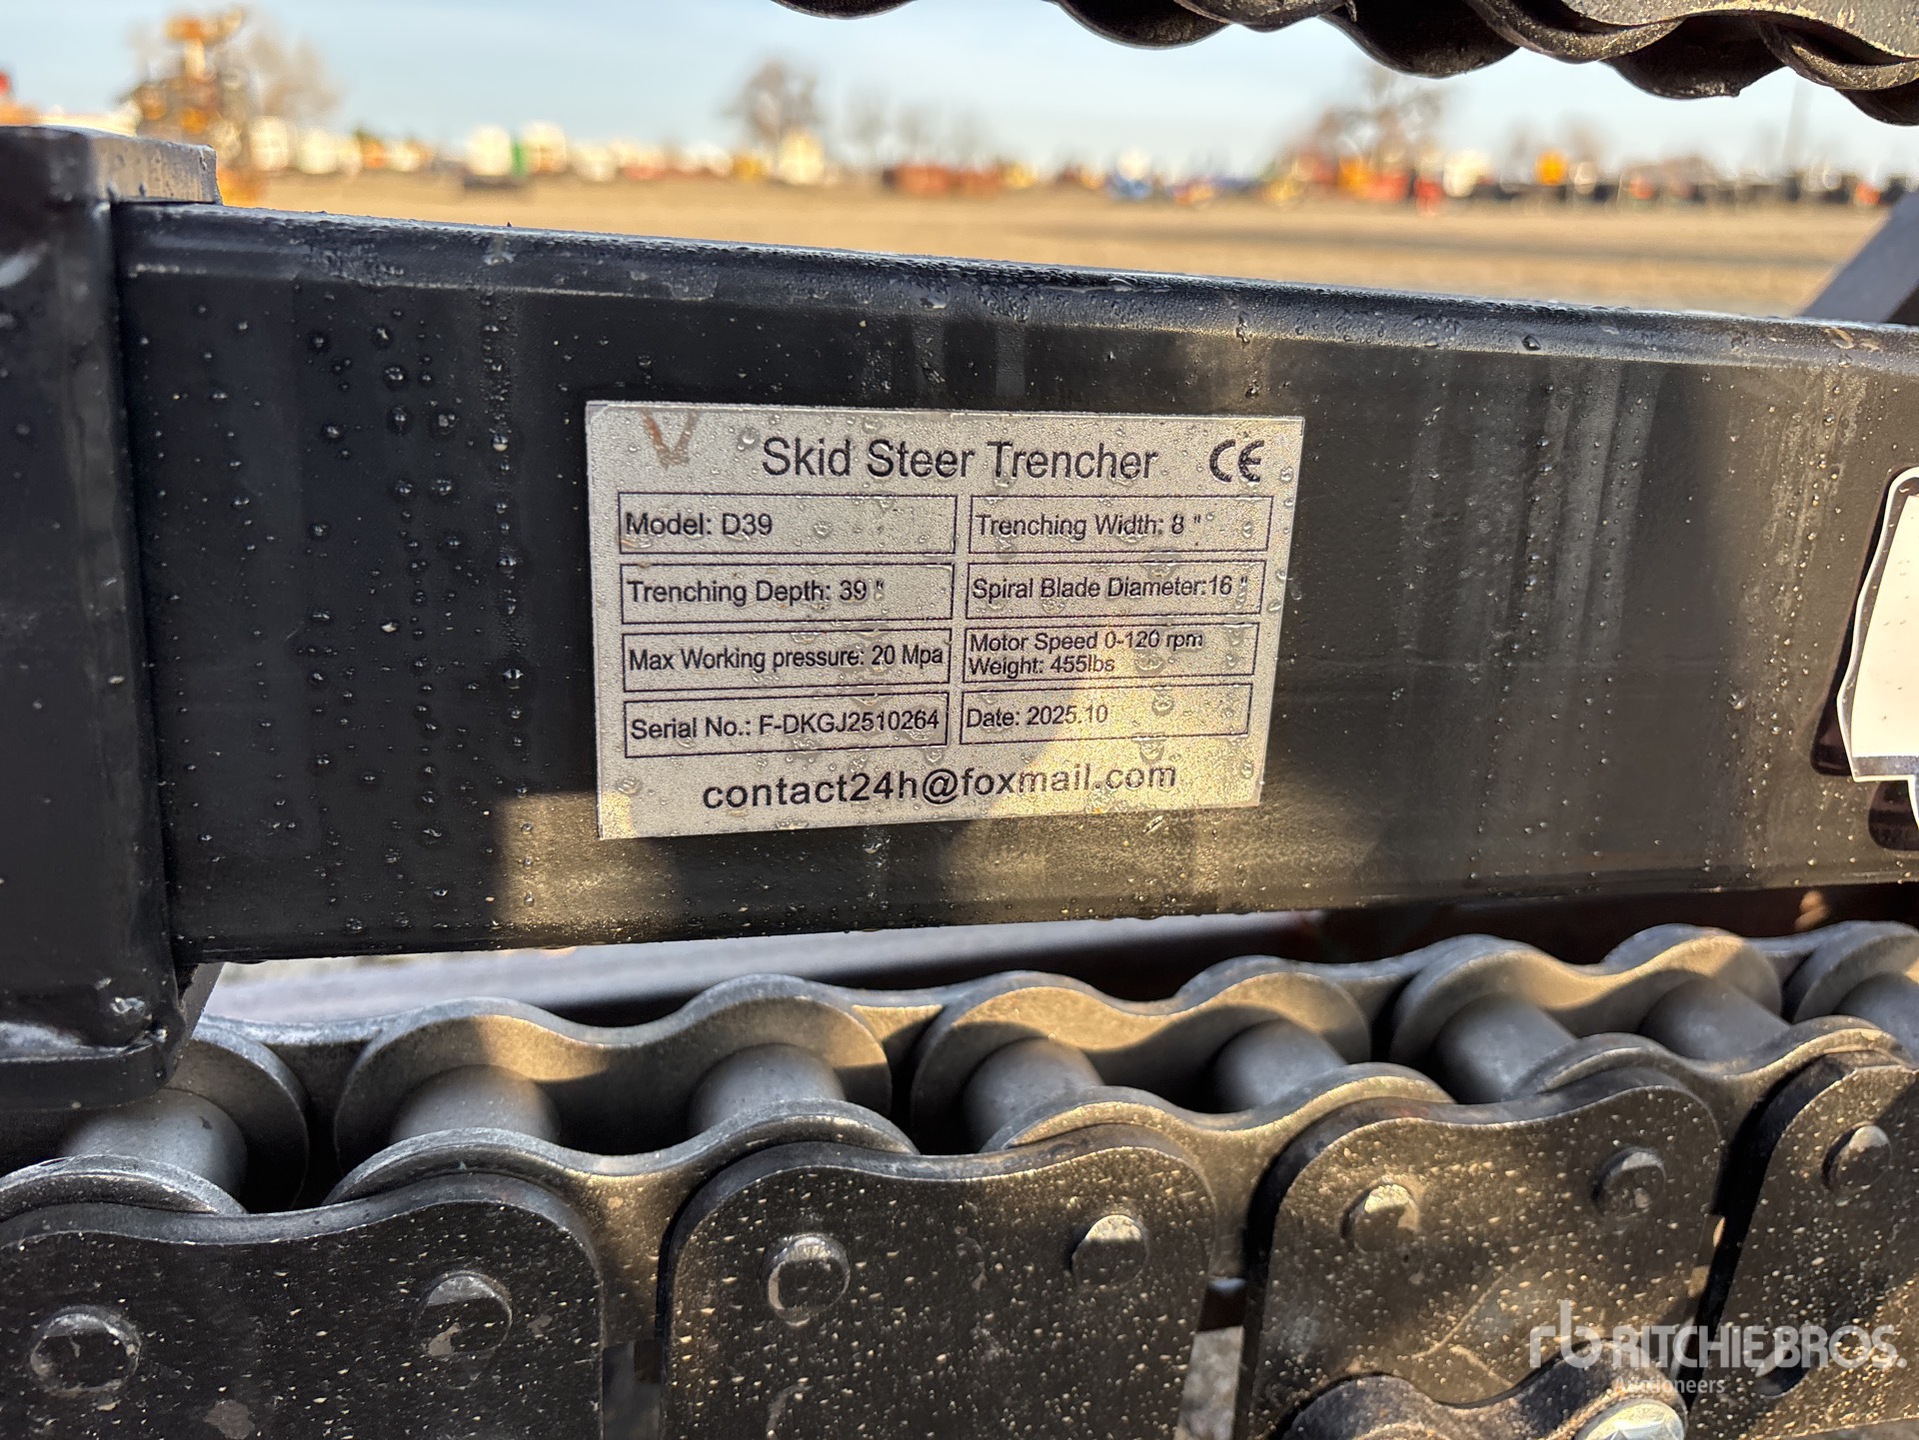 Skid Steer Trencher CE
Model: D39
Trenching Width: 8 "
Trenching Depth: 39 "
Spiral Blade Diameter:16 "
Max Working pressure: 20 Mpa
Motor Speed 0-120 rpm
Weight: 455lbs
Serial No.: F-DKGJ2510264
Date: 2025.10
contact24h@foxmail.com
rb RITCHIE BROS.
Auctioneers